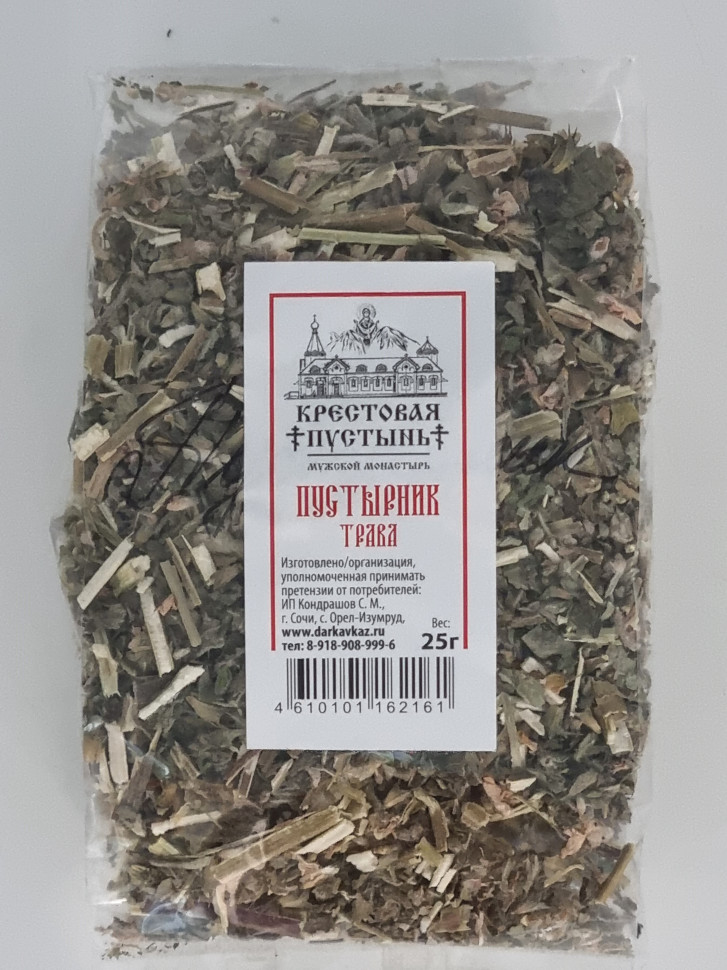 КРЕСТОВАЯ
ПУСТЫНЬ
МУЖСКОЙ МОНАСТЫРЬ
ПУСТЫРНИК
ТРАВА
Изготовлено/организация,
уполномоченная принимать
претензии от потребителей:
ИП Кондрашов С. М.,
г. Сочи, с. Орел-Изумруд,
www.darkavkaz.ru
тел: 8-918-908-999-6
Вес:
25г
4 610101 162161